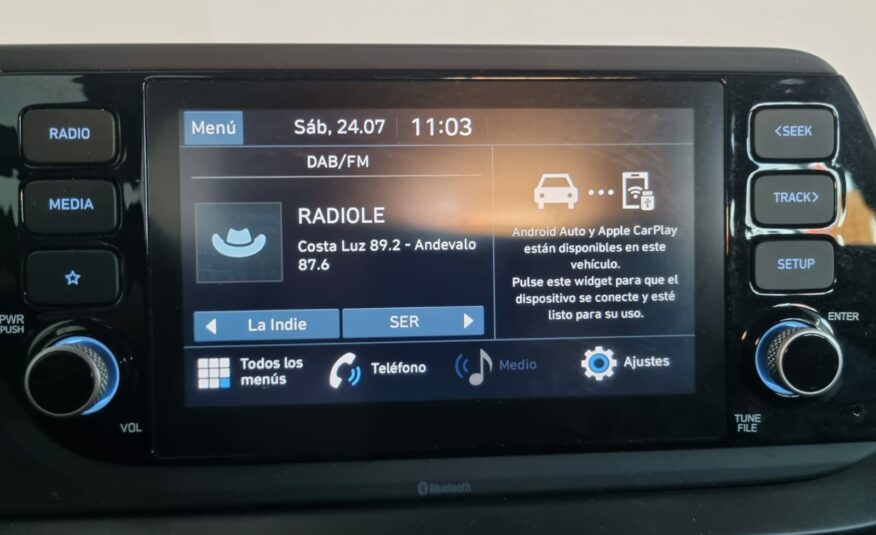 RADIO
MEDIA
PWR
PUSH
VOL
Menú
Sáb, 24.07
11:03
DAB/FM
RADIOLE
Costa Luz 89.2 - Andevalo
87.6
La Indie
SER
Android Auto y Apple CarPlay
están disponibles en este
vehículo.
Pulse este widget para que el
dispositivo se conecte y esté
listo para su uso.
Todos los
menús
Teléfono
Medio
Ajustes
<SEEK
TRACK>
SETUP
ENTER
TUNE
FILE
Bluetooth